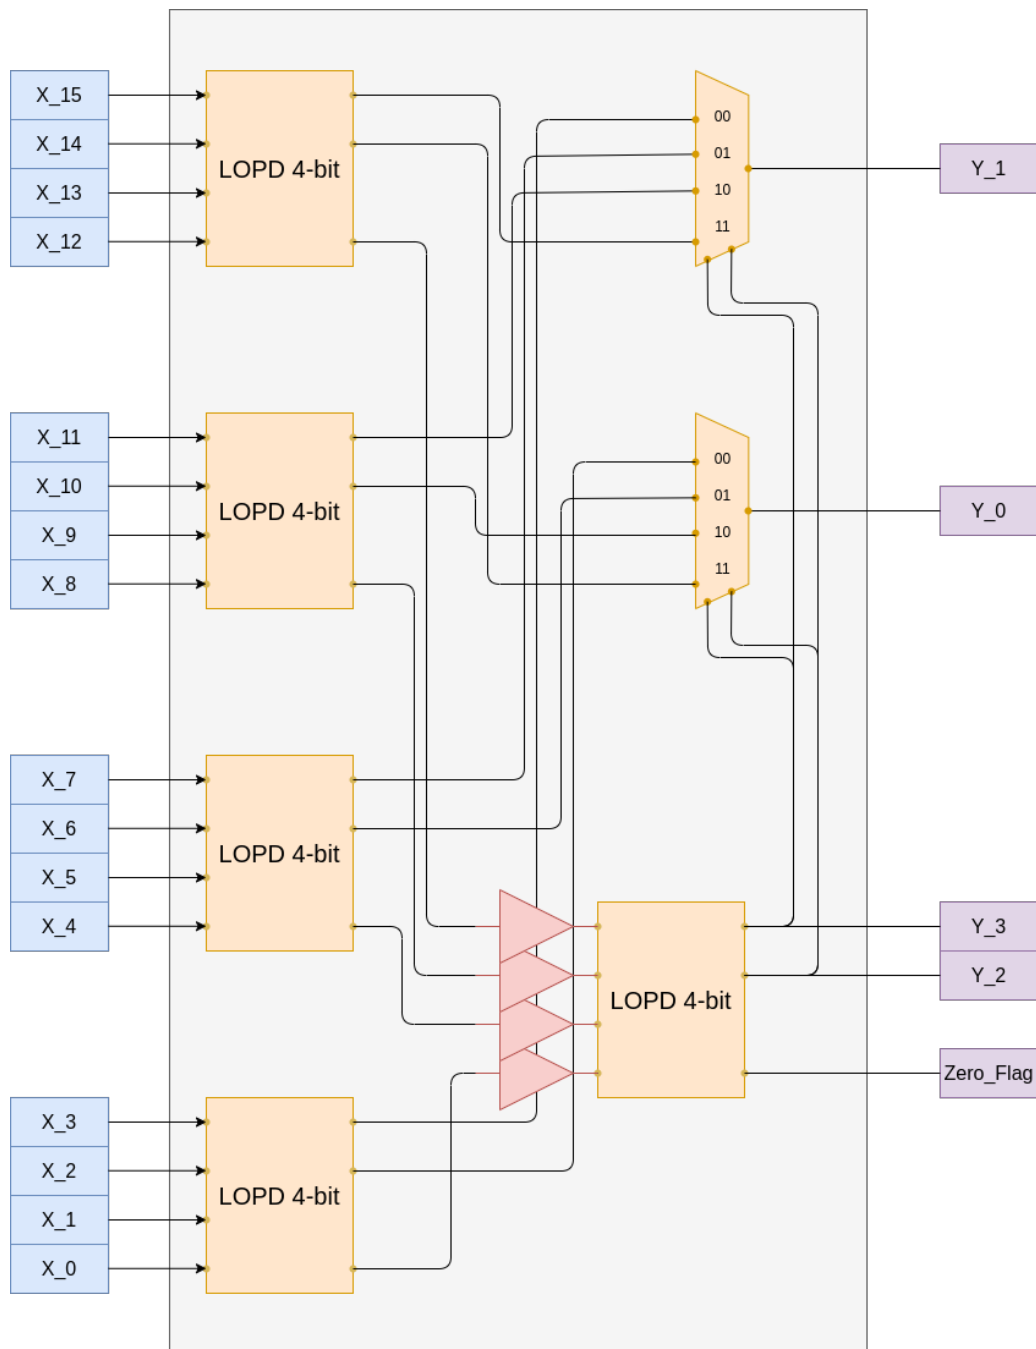 X_15
X_14
X_13
X_12
LOPD 4-bit
00
01
10
11
Y_1
X_11
X_10
X_9
X_8
LOPD 4-bit
00
01
10
11
Y_0
X_7
X_6
X_5
X_4
LOPD 4-bit
LOPD 4-bit
Y_3
Y_2
Zero_Flag
X_3
X_2
X_1
X_0
LOPD 4-bit